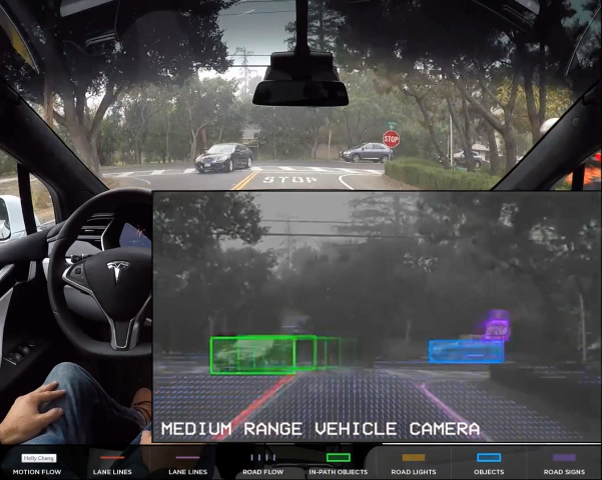 STOP
STOP
MEDIUM RANGE VEHICLE CAMERA
Holly Chang
MOTION FLOW
LANE LINES
LANE LINES
ROAD FLOW
IN-PATH OBJECTS
ROAD LIGHTS
OBJECTS
ROAD SIGNS